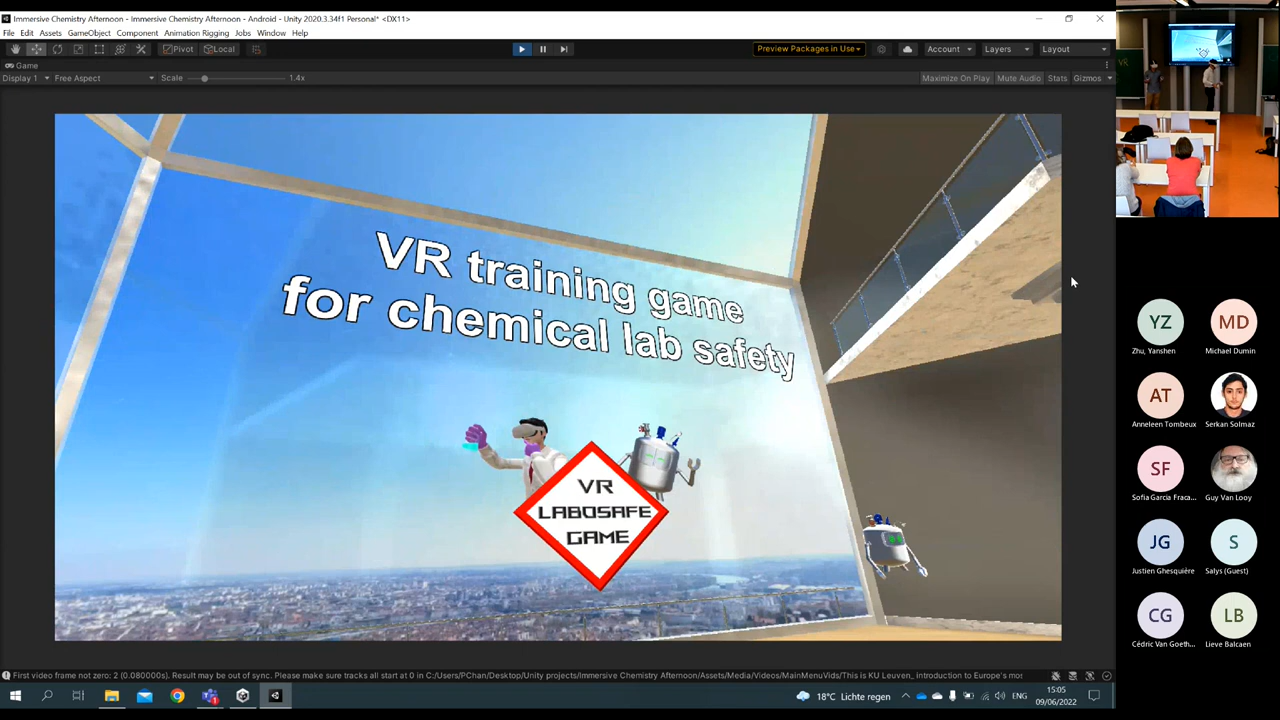 Immersive Chemistry Afternoon - Immersive Chemistry Afternoon - Android - Unity 2020.3.34f1 Personal* <DX11>
File Edit Assets GameObject Component Animation Rigging Jobs Window Help
Pivot Local Preview Packages in Use Account Layers Layout
Game
Display 1 Free Aspect Scale 1.4x Maximize On Play Mute Audio Stats Gizmos
VR training game
for chemical lab safety
VR
LABOSAFE
GAME
YZ MD
Zhu, Yanshen Michael Dumin
AT
Anneleen Tombeux Serkan Solmaz
SF
Sofia Garcia Fraca... Guy Van Looy
JG S
Justien Ghesquière Salys (Guest)
CG LB
Cédric Van Goeth... Lieve Balcaen
First video frame not zero: 2 (0.080000s). Result may be out of sync. Please make sure tracks all start at 0 in C:/Users/PChan/Desktop/Unity projects/Immersive Chemistry Afternoon/Assets/Media/Videos/MainMenuVids/This is KU Leuven_ Introduction to Europe's mos
18°C Lichte regen ENG 15:05
09/06/2022